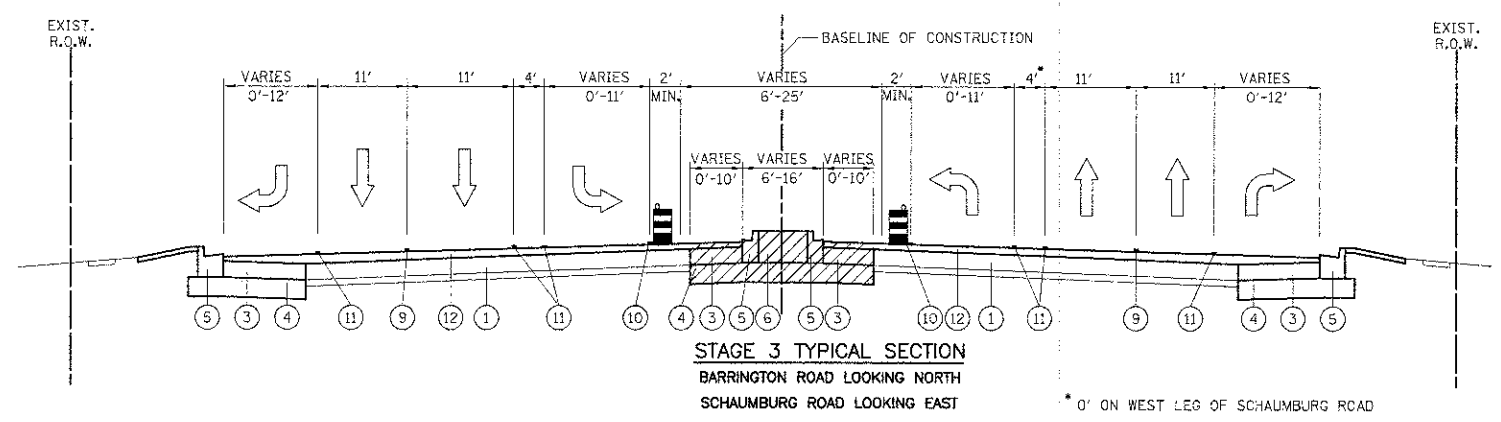 EXIST.
R.O.W.
EXIST.
R.O.W.
BASELINE OF CONSTRUCTION
VARIES 11' 11' 4' VARIES 2' VARIES 2' VARIES 4'* 11' 11' VARIES
0'-12' 0'-11' MIN. 6'-25' MIN. 0'-11' 0'-12'
VARIES VARIES VARIES
0'-10' 6'-16' 0'-10'
5 3 4 11 9 12 1 11 10 4 3 5 6 5 3 10 12 1 11 9 11 4 3 5
STAGE 3 TYPICAL SECTION
BARRINGTON ROAD LOOKING NORTH
SCHAUMBURG ROAD LOOKING EAST
* 0' ON WEST LEG OF SCHAUMBURG ROAD